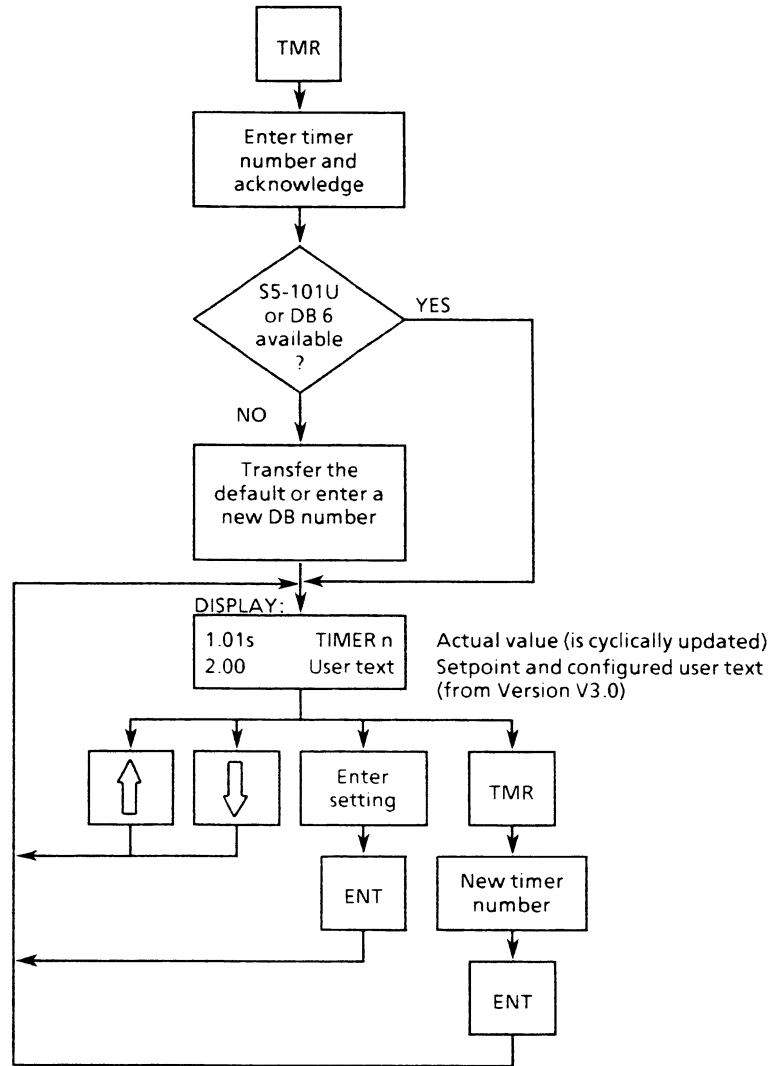 TMR
Enter timer
number and
acknowledge
S5-101U
or DB 6
available
?
YES
NO
Transfer the
default or enter a
new DB number
DISPLAY:
1.01s TIMER n
2.00 User text
Actual value (is cyclically updated)
Setpoint and configured user text
(from Version V3.0)
Enter
setting
TMR
ENT
New timer
number
ENT